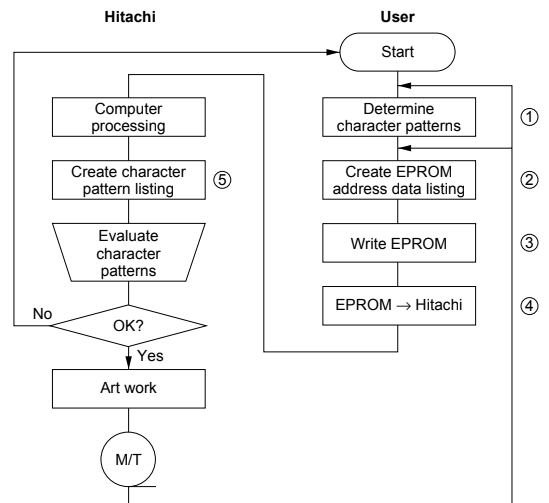 Hitachi
User
Start
Computer
processing
Determine
character patterns
①
Create character
pattern listing
⑤
Create EPROM
address data listing
②
Evaluate
character
patterns
Write EPROM
③
EPROM → Hitachi
④
No
OK?
Yes
Art work
M/T